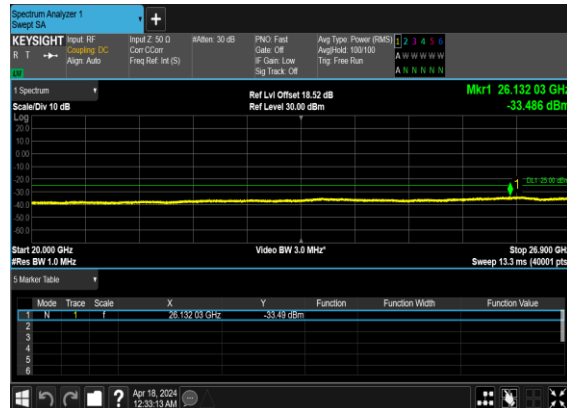 Spectrum Analyzer 1
Swept SA
+
KEYSIGHT Input: RF Input Z: 50 Ω #Atten: 30 dB PNO: Fast Avg Type: Power (RMS) 1 2 3 4 5 6
R T Coupling: DC Corr CCorr Gate: Off Avg|Hold: 100/100 A W W W W W
Align: Auto Freq Ref: Int (S) IF Gain: Low Trig: Free Run
Sig Track: Off A N N N N N
1 Spectrum Ref Lvl Offset 18.52 dB Mkr1 26.132 03 GHz
Scale/Div 10 dB Ref Level 30.00 dBm -33.486 dBm
Log
20.0
10.0
0.00
-10.0
-20.0
1 DL1 -25.00 dBm
-30.0
-40.0
-50.0
-60.0
Start 20.000 GHz Video BW 3.0 MHz* Stop 26.900 GHz
#Res BW 1.0 MHz Sweep 13.3 ms (40001 pts)
5 Marker Table
Mode Trace Scale X Y Function Function Width Function Value
1 N 1 f 26.132 03 GHz -33.49 dBm
2
3
4
5
6
? Apr 18, 2024
12:33:13 AM